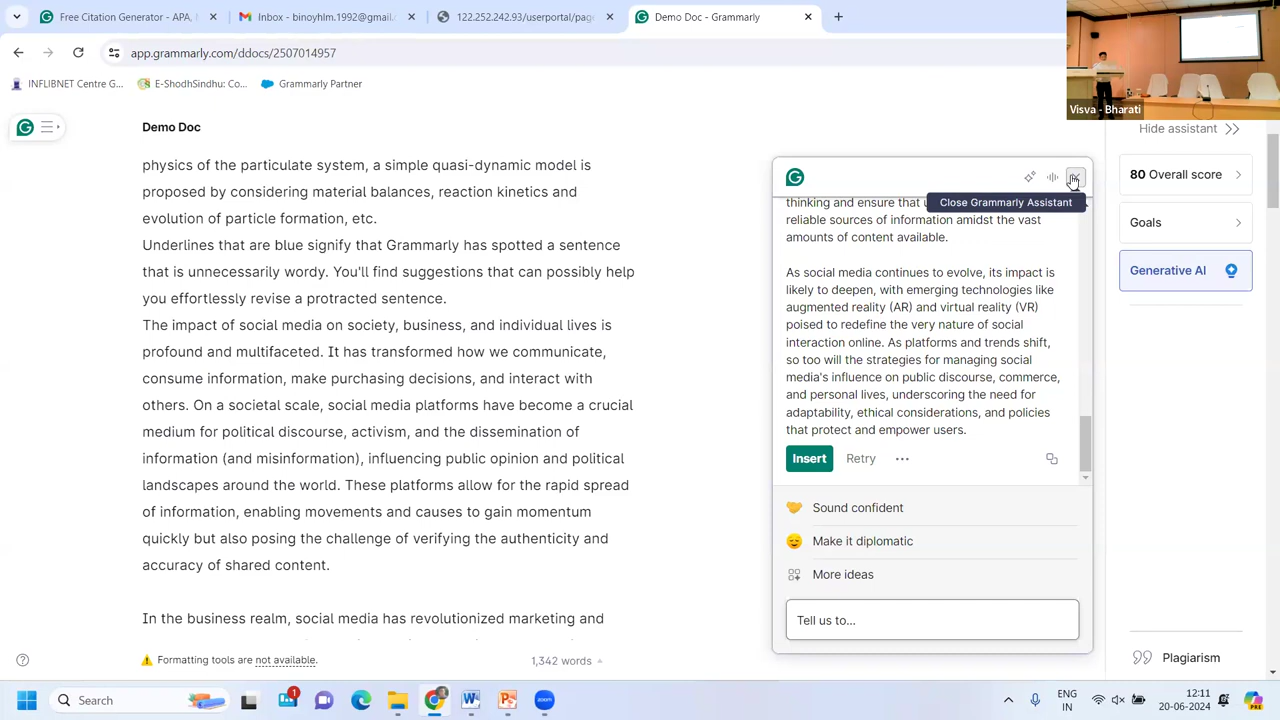 Free Citation Generator - APA,
Inbox - binoyhlm.1992@gmail.
122.252.242.93/userportal/page
Demo Doc - Grammarly
app.grammarly.com/ddocs/2507014957
INFLIBNET Centre G...
E-ShodhSindhu: Co...
Grammarly Partner
Visva - Bharati
Demo Doc
physics of the particulate system, a simple quasi-dynamic model is
proposed by considering material balances, reaction kinetics and
evolution of particle formation, etc.
Underlines that are blue signify that Grammarly has spotted a sentence
that is unnecessarily wordy. You'll find suggestions that can possibly help
you effortlessly revise a protracted sentence.
The impact of social media on society, business, and individual lives is
profound and multifaceted. It has transformed how we communicate,
consume information, make purchasing decisions, and interact with
others. On a societal scale, social media platforms have become a crucial
medium for political discourse, activism, and the dissemination of
information (and misinformation), influencing public opinion and political
landscapes around the world. These platforms allow for the rapid spread
of information, enabling movements and causes to gain momentum
quickly but also posing the challenge of verifying the authenticity and
accuracy of shared content.
In the business realm, social media has revolutionized marketing and
Formatting tools are not available.
1,342 words
Close Grammarly Assistant
thinking and ensure that
reliable sources of information amidst the vast
amounts of content available.
As social media continues to evolve, its impact is
likely to deepen, with emerging technologies like
augmented reality (AR) and virtual reality (VR)
poised to redefine the very nature of social
interaction online. As platforms and trends shift,
so too will the strategies for managing social
media's influence on public discourse, commerce,
and personal lives, underscoring the need for
adaptability, ethical considerations, and policies
that protect and empower users.
Insert
Retry
Sound confident
Make it diplomatic
More ideas
Tell us to...
Hide assistant
80 Overall score
Goals
Generative AI
Plagiarism
Search
1
zoom
ENG
IN
12:11
20-06-2024
PRE